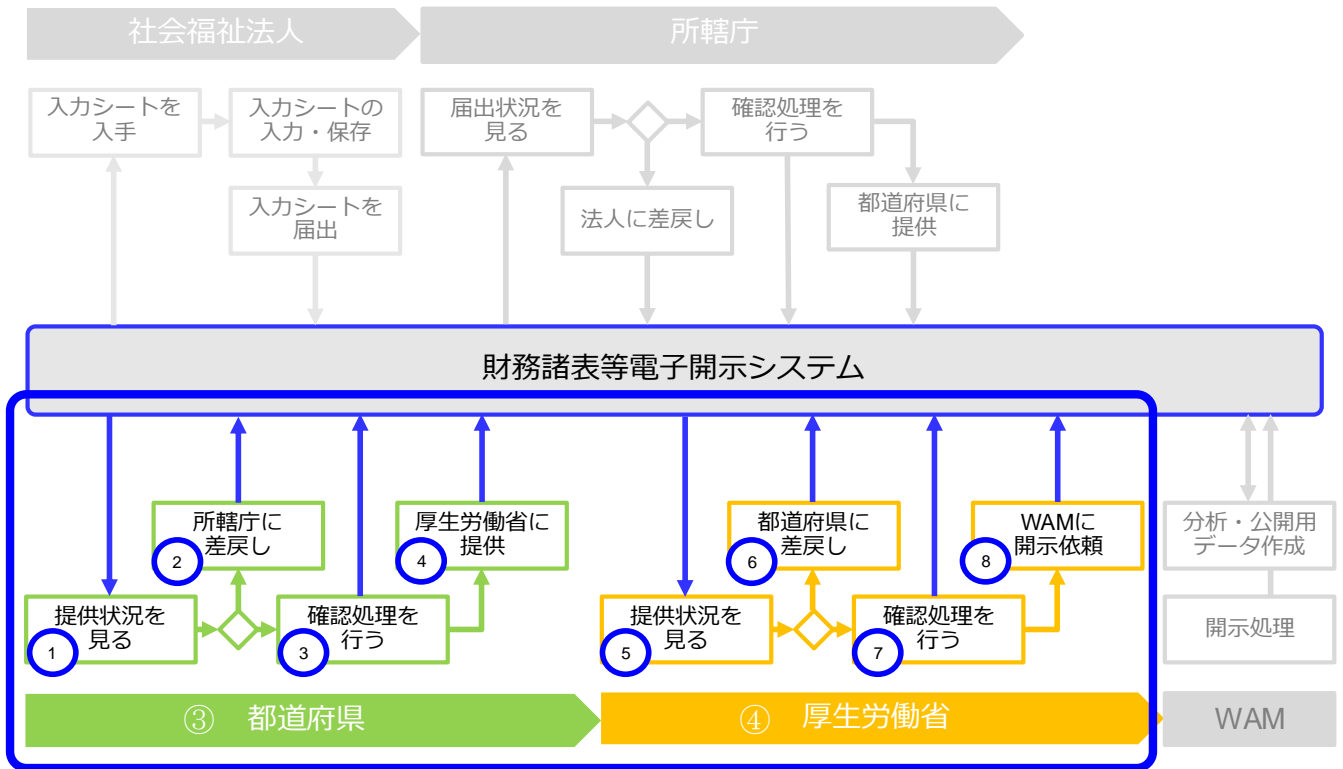 社会福祉法人
所轄庁
入力シートを
入手
入力シートの
入力・保存
届出状況を
見る
確認処理を
行う
入力シートを
届出
法人に差戻し
都道府県に
提供
財務諸表等電子開示システム
所轄庁に
差戻し
2
厚生労働省に
提供
4
都道府県に
差戻し
6
WAMに
開示依頼
8
分析・公開用
データ作成
提供状況を
見る
1
確認処理を
行う
3
提供状況を
見る
5
確認処理を
行う
7
開示処理
③ 都道府県
④ 厚生労働省
WAM